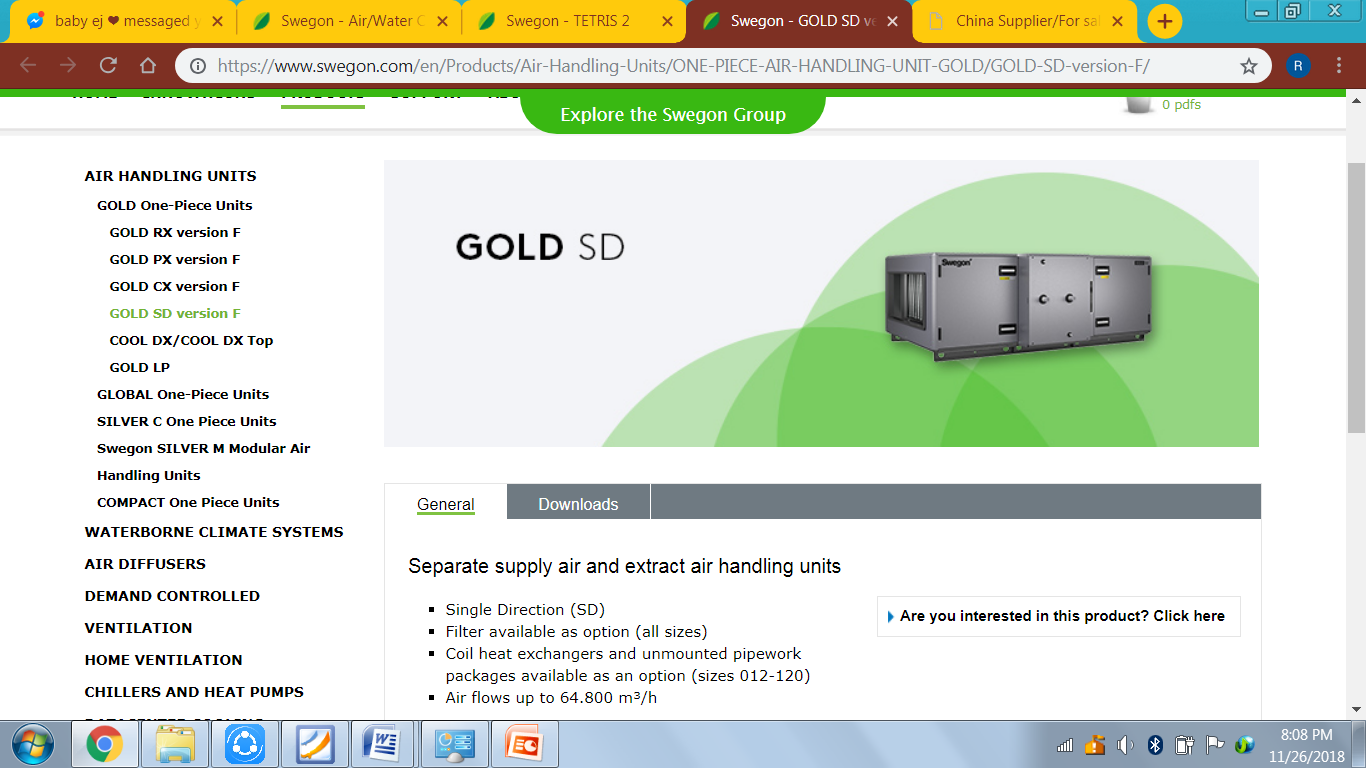 baby ej ❤ messaged y
Swegon - Air/Water C
Swegon - TETRIS 2
Swegon - GOLD SD ve
China Supplier/For sal
https://www.swegon.com/en/Products/Air-Handling-Units/ONE-PIECE-AIR-HANDLING-UNIT-GOLD/GOLD-SD-version-F/
R
Explore the Swegon Group
0 pdfs
AIR HANDLING UNITS
GOLD One-Piece Units
GOLD RX version F
GOLD PX version F
GOLD CX version F
GOLD SD version F
COOL DX/COOL DX Top
GOLD LP
GLOBAL One-Piece Units
SILVER C One Piece Units
Swegon SILVER M Modular Air
Handling Units
COMPACT One Piece Units
WATERBORNE CLIMATE SYSTEMS
AIR DIFFUSERS
DEMAND CONTROLLED
VENTILATION
HOME VENTILATION
CHILLERS AND HEAT PUMPS
GOLD SD
Swegon
General
Downloads
Separate supply air and extract air handling units
Single Direction (SD)
Filter available as option (all sizes)
Coil heat exchangers and unmounted pipework
packages available as an option (sizes 012-120)
Air flows up to 64.800 m³/h
Are you interested in this product? Click here
8:08 PM
11/26/2018